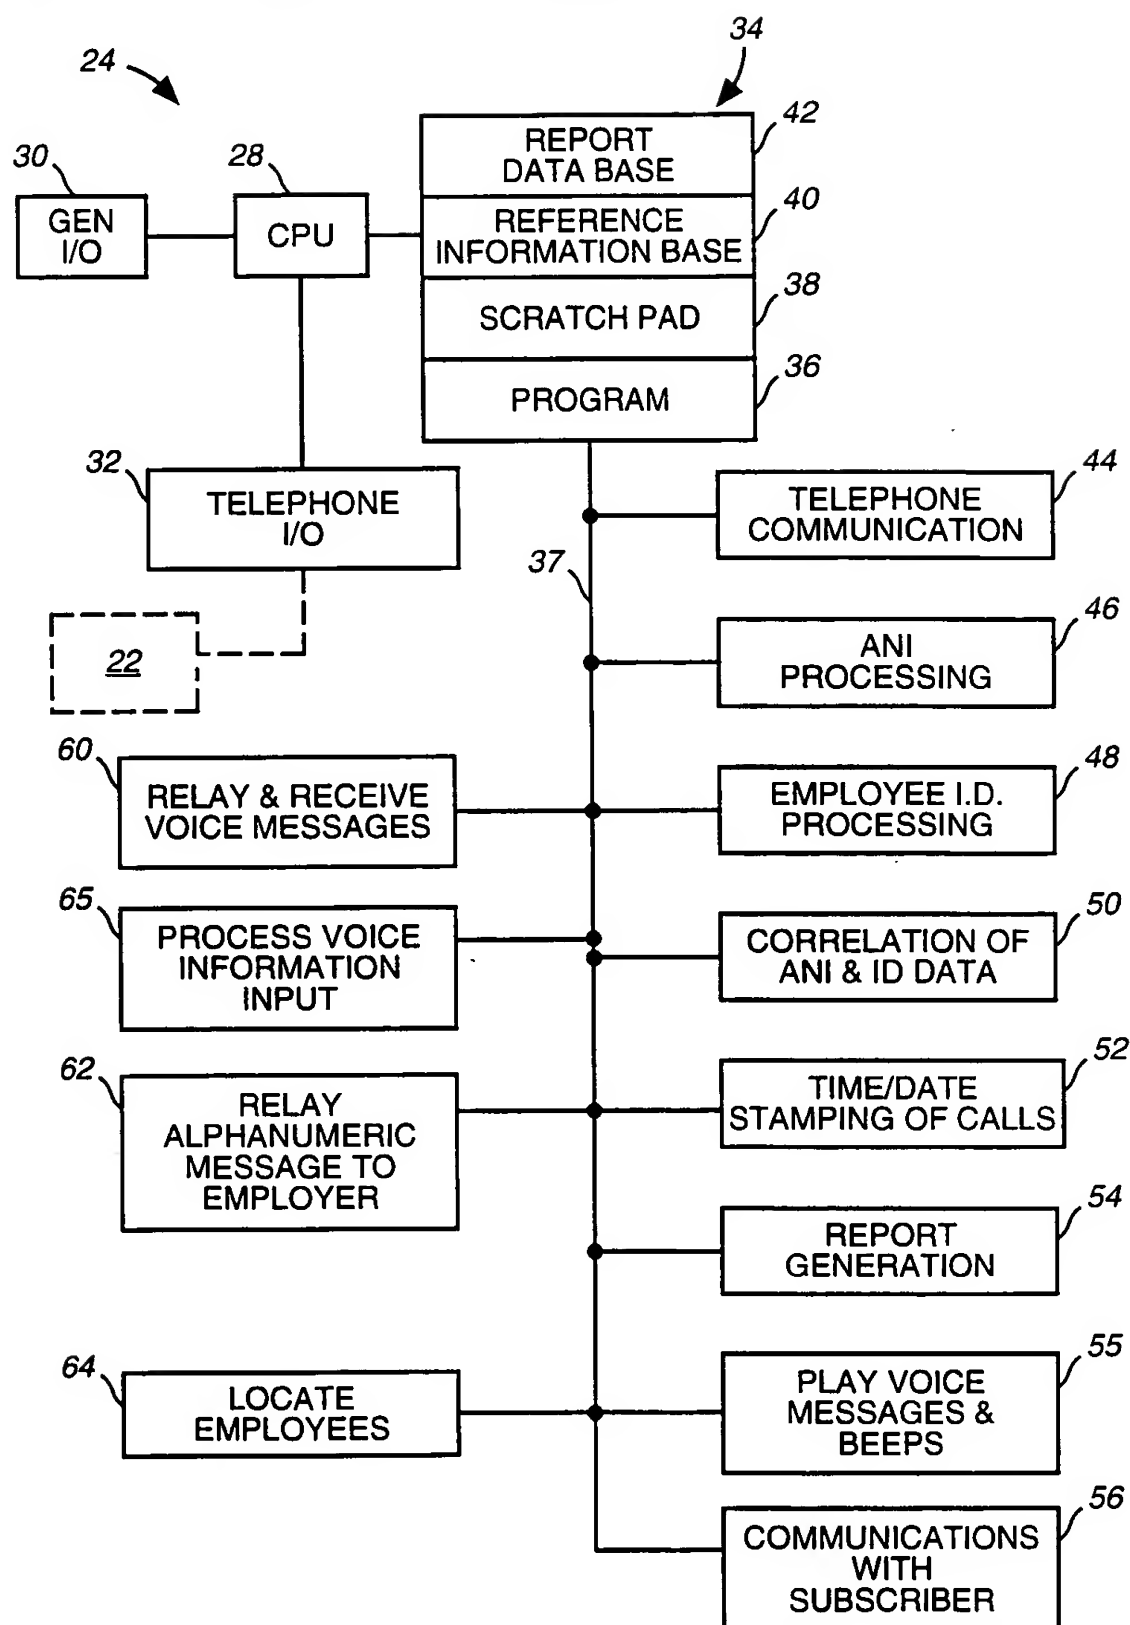 24
34
42
REPORT
DATA BASE
30
28
40
GEN
I/O
CPU
REFERENCE
INFORMATION BASE
38
SCRATCH PAD
36
PROGRAM
32
TELEPHONE
I/O
44
TELEPHONE
COMMUNICATION
37
22
46
ANI
PROCESSING
60
RELAY & RECEIVE
VOICE MESSAGES
48
EMPLOYEE I.D.
PROCESSING
65
PROCESS VOICE
INFORMATION
INPUT
50
CORRELATION OF
ANI & ID DATA
62
RELAY
ALPHANUMERIC
MESSAGE TO
EMPLOYER
52
TIME/DATE
STAMPING OF CALLS
54
REPORT
GENERATION
64
LOCATE
EMPLOYEES
55
PLAY VOICE
MESSAGES &
BEEPS
56
COMMUNICATIONS
WITH
SUBSCRIBER